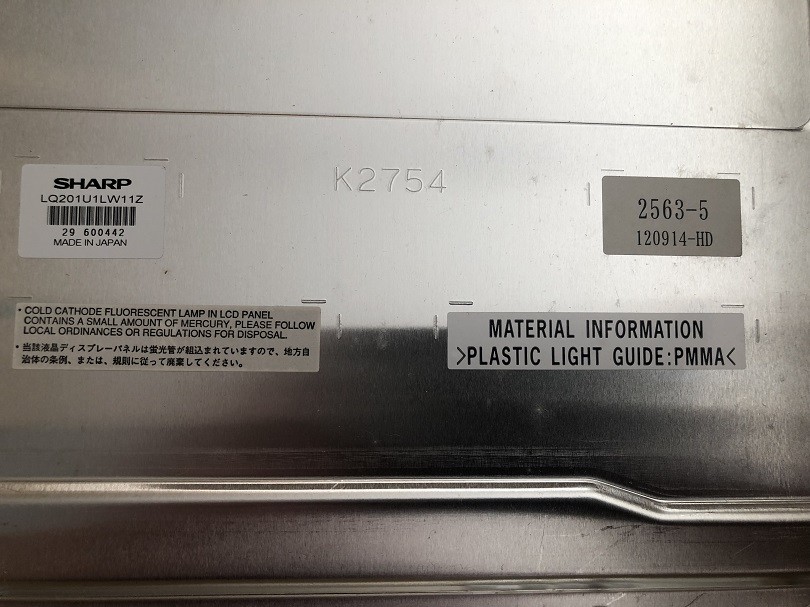 SHARP
LQ201U1LW11Z
29 600442
MADE IN JAPAN
K2754
2563-5
120914-HD
・COLD CATHODE FLUORESCENT LAMP IN LCD PANEL
CONTAINS A SMALL AMOUNT OF MERCURY, PLEASE FOLLOW
LOCAL ORDINANCES OR REGULATIONS FOR DISPOSAL.
・当該液晶ディスプレーパネルは蛍光管が組込まれていますので、地方自
治体の条例、または、規則に従って廃棄してください。
MATERIAL INFORMATION
>PLASTIC LIGHT GUIDE:PMMA<